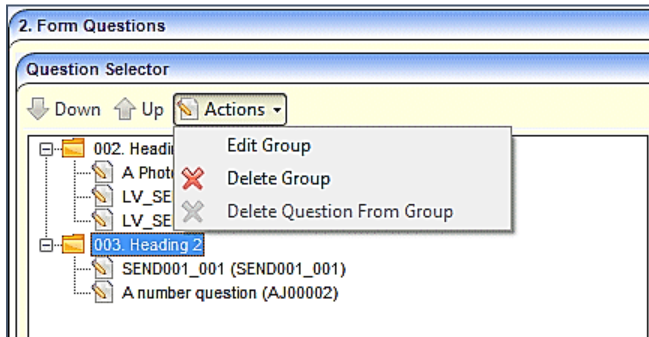 2. Form Questions
Question Selector
Down Up Actions
Edit Group
Delete Group
Delete Question From Group
002.
A
003. Heading 2
SEND001_001 (SEND001_001)
A number question (AJ00002)